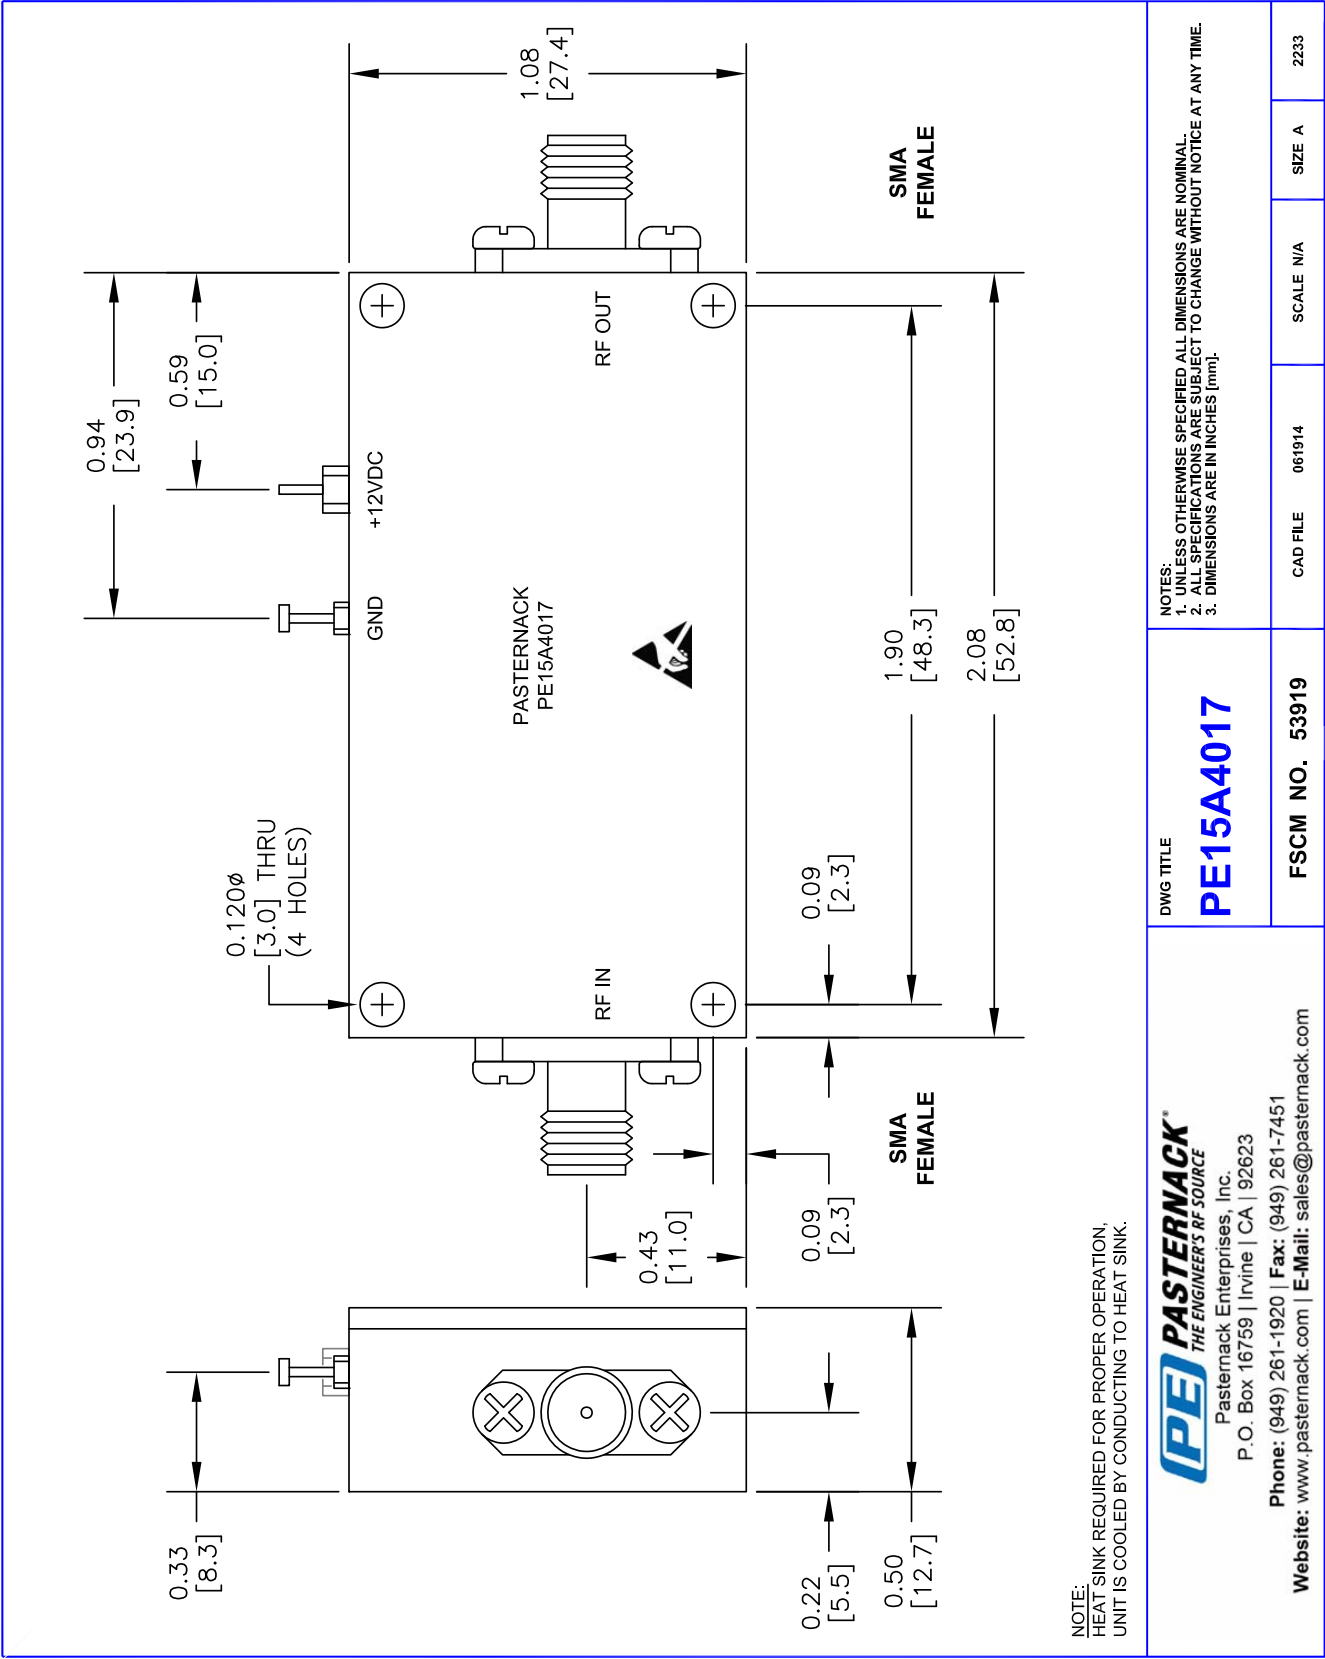 0.94
[23.9]
0.59
[15.0]
0.120ø
[3.0] THRU
(4 HOLES)
0.33
[8.3]
GND
+12VDC
1.08
[27.4]
PASTERNACK
PE15A4017
RF IN
RF OUT
0.43
[11.0]
0.09
[2.3]
0.09
[2.3]
0.22
[5.5]
1.90
[48.3]
0.50
[12.7]
2.08
[52.8]
SMA
FEMALE
SMA
FEMALE
NOTE:
HEAT SINK REQUIRED FOR PROPER OPERATION,
UNIT IS COOLED BY CONDUCTING TO HEAT SINK.
PE PASTERNACK®
THE ENGINEER'S RF SOURCE
Pasternack Enterprises, Inc.
P.O. Box 16759 | Irvine | CA | 92623
Phone: (949) 261-1920 | Fax: (949) 261-7451
Website: www.pasternack.com | E-Mail: sales@pasternack.com
DWG TITLE
PE15A4017
FSCM NO. 53919
NOTES:
1. UNLESS OTHERWISE SPECIFIED ALL DIMENSIONS ARE NOMINAL.
2. ALL SPECIFICATIONS ARE SUBJECT TO CHANGE WITHOUT NOTICE AT ANY TIME.
3. DIMENSIONS ARE IN INCHES [mm].
CAD FILE 061914
SCALE N/A
SIZE A
2233